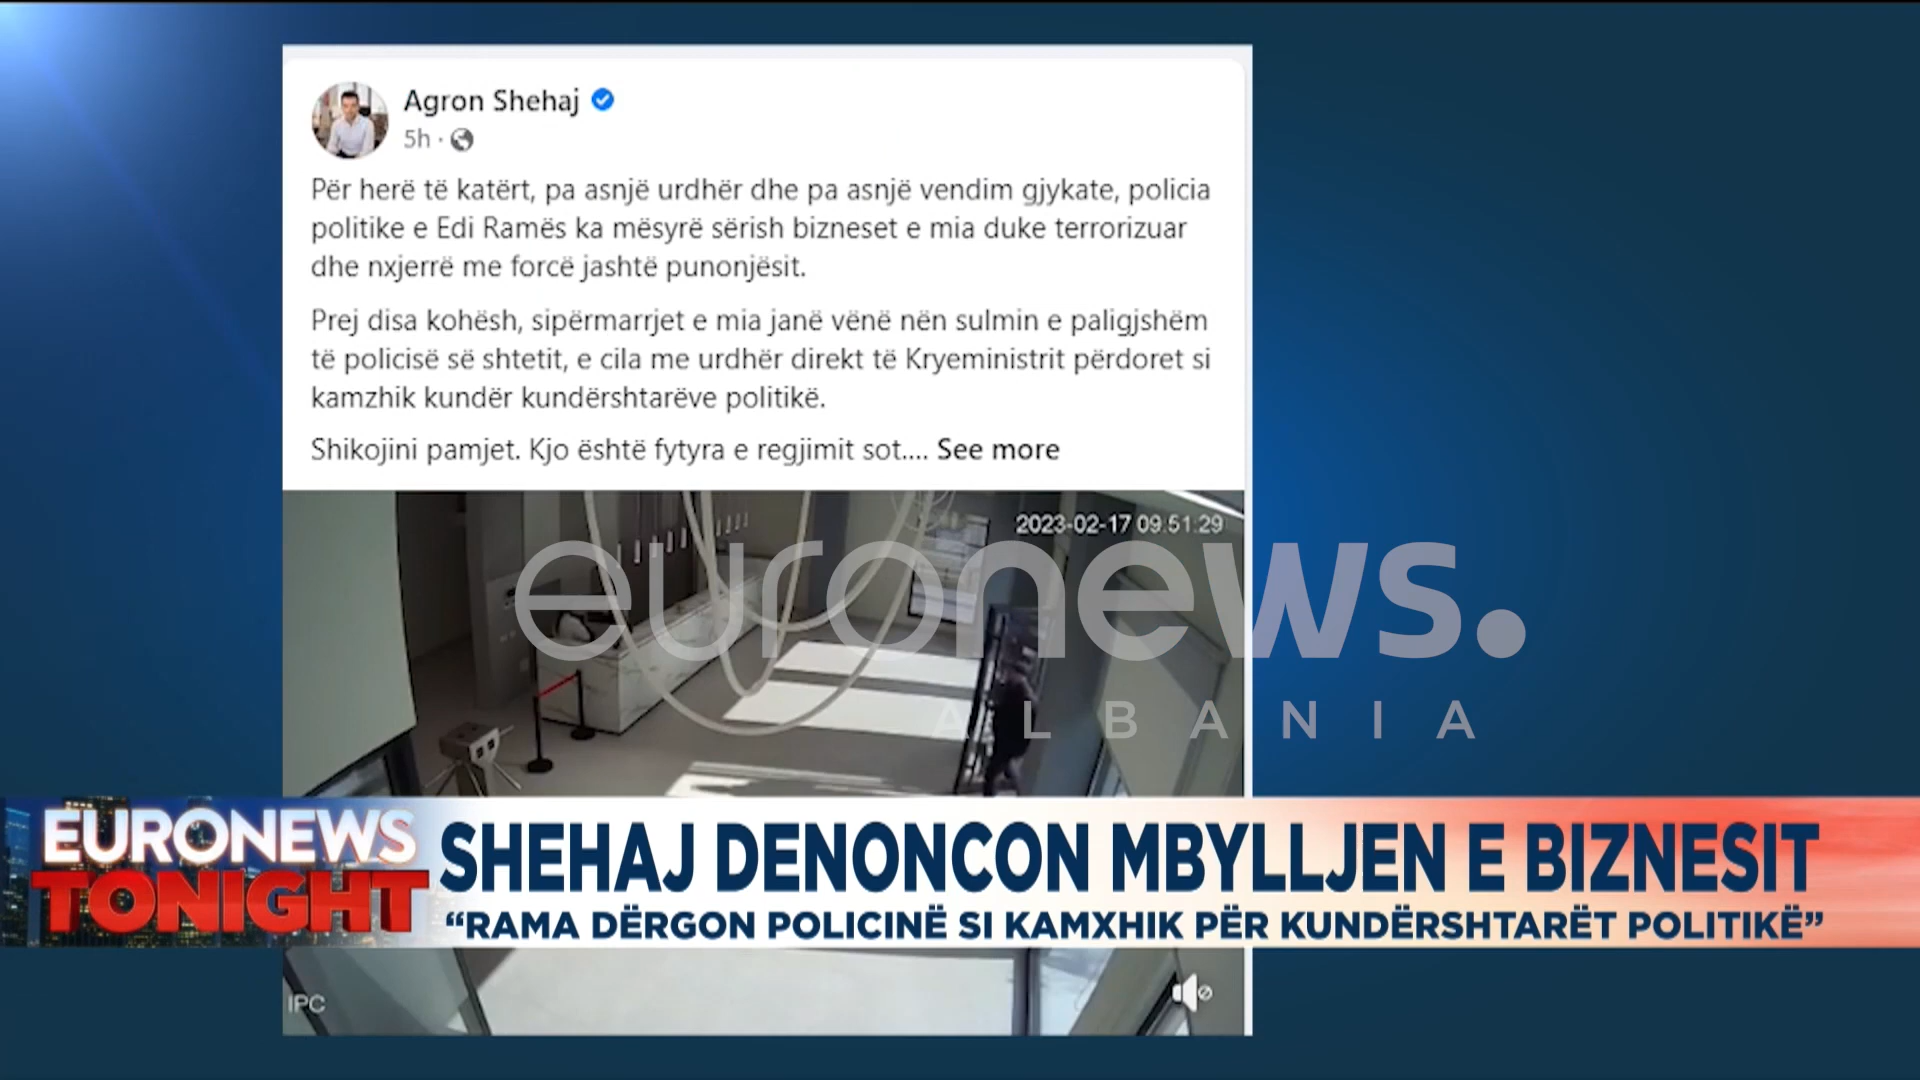 Agron Shehaj
5h
Për herë të katërt, pa asnjë urdhër dhe pa asnjë vendim gjykate, policia
politike e Edi Ramës ka mësyrë sërish bizneset e mia duke terrorizuar
dhe nxjerrë me forcë jashtë punonjësit.
Prej disa kohësh, sipërmarrjet e mia janë vënë nën sulmin e paligjshëm
të policisë së shtetit, e cila me urdhër direkt të Kryeministrit përdoret si
kamzhik kundër kundërshtarëve politikë.
Shikojini pamjet. Kjo është fytyra e regjimit sot.... See more
2023-02-17 09:51:29
euronews.
ALBANIA
EURONEWS
TONIGHT
SHEHAJ DENONCON MBYLLJEN E BIZNESIT
“RAMA DËRGON POLICINË SI KAMXHIK PËR KUNDËRSHTARËT POLITIKË”
IPC